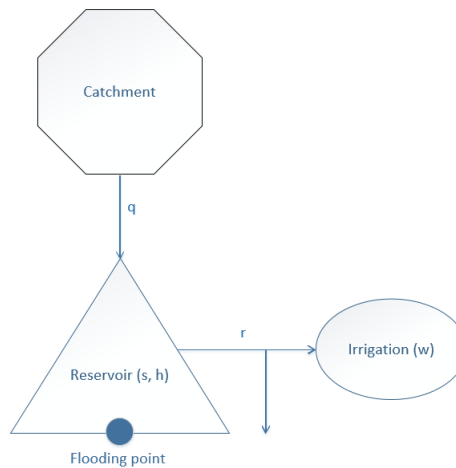 Catchment
q
r
Reservoir (s, h)
Irrigation (w)
Flooding point